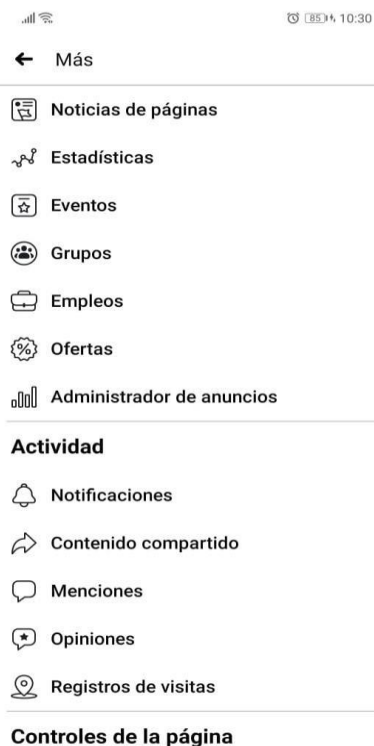 85 10:30
Más
Noticias de páginas
Estadísticas
Eventos
Grupos
Empleos
Ofertas
Administrador de anuncios
Actividad
Notificaciones
Contenido compartido
Menciones
Opiniones
Registros de visitas
Controles de la página